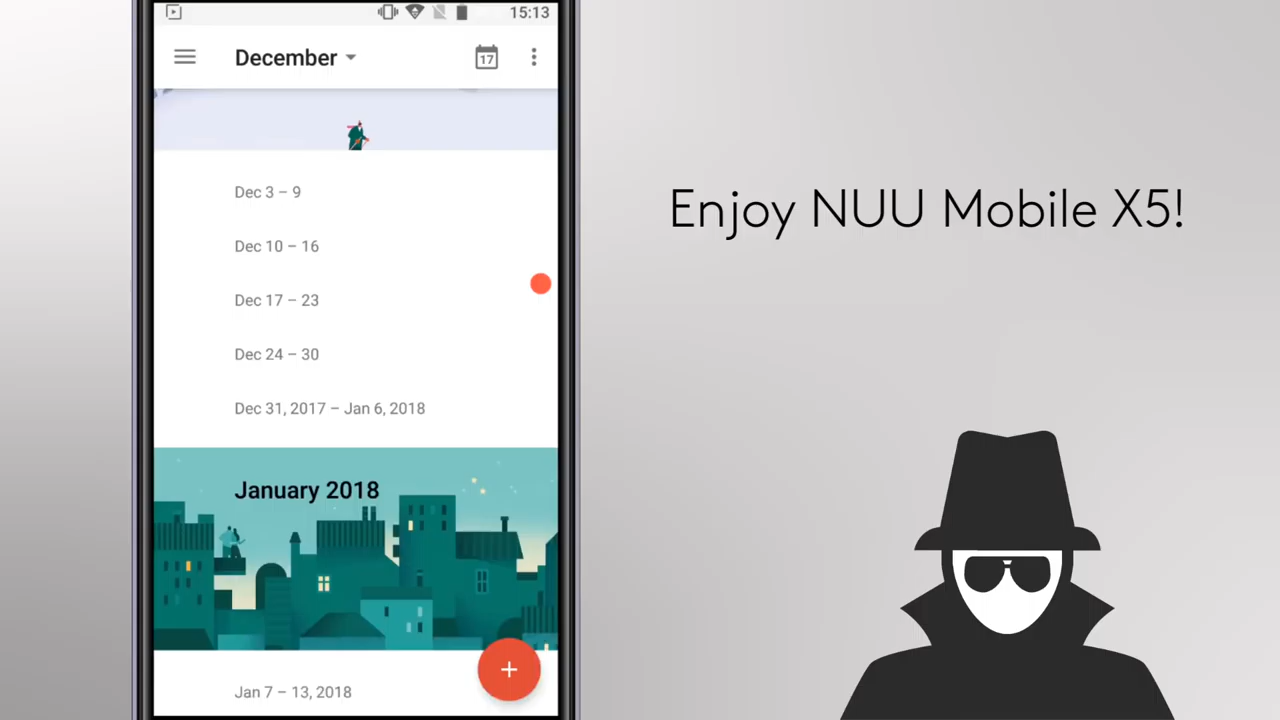 15:13
December
17
Dec 3 – 9
Dec 10 – 16
Dec 17 – 23
Dec 24 – 30
Dec 31, 2017 – Jan 6, 2018
January 2018
Jan 7 – 13, 2018
Enjoy NUU Mobile X5!